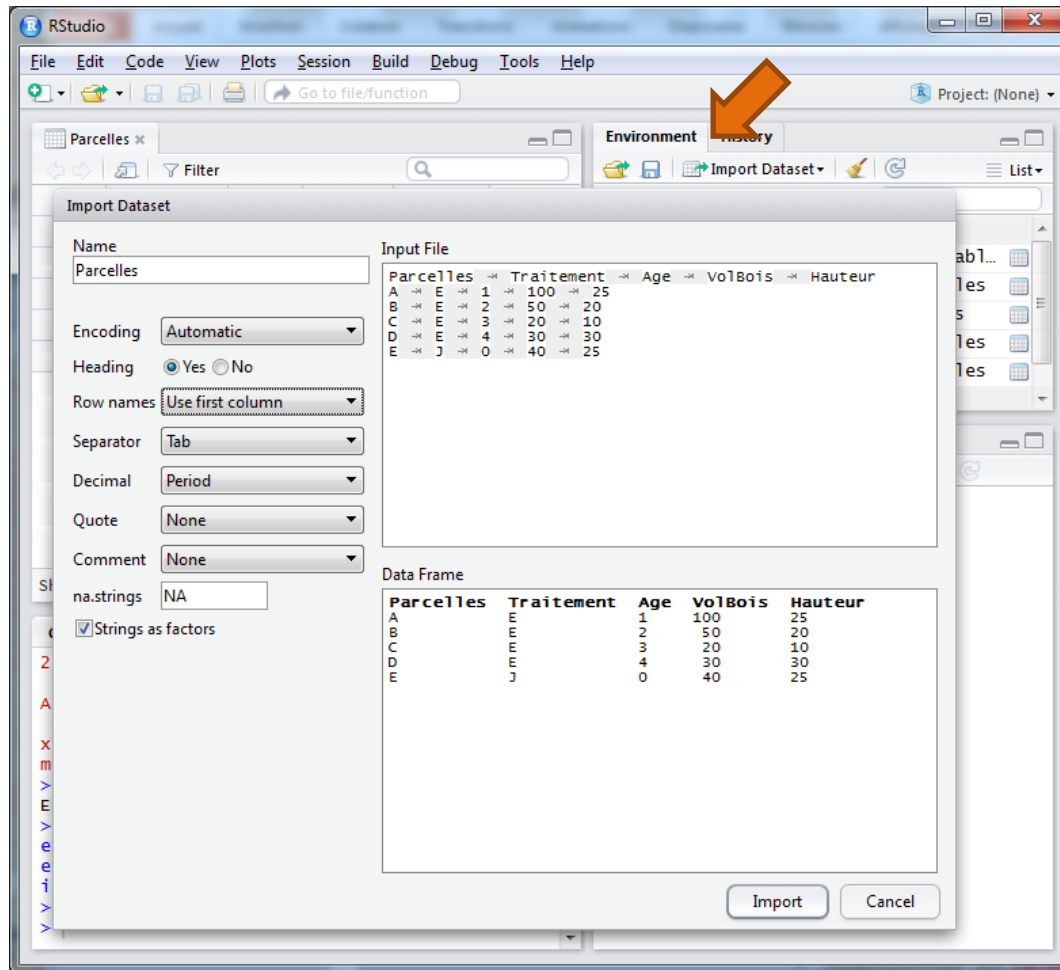 RStudio
File Edit Code View Plots Session Build Debug Tools Help
Go to file/function
Project: (None)
Parcelles
Filter
Environment History
Import Dataset
List
Import Dataset
Name
Parcelles
Encoding Automatic
Heading Yes No
Row names Use first column
Separator Tab
Decimal Period
Quote None
Comment None
na.strings NA
Strings as factors
Input File
Parcelles ⇥ Traitement ⇥ Age ⇥ VolBois ⇥ Hauteur
A ⇥ E ⇥ 1 ⇥ 100 ⇥ 25
B ⇥ E ⇥ 2 ⇥ 50 ⇥ 20
C ⇥ E ⇥ 3 ⇥ 20 ⇥ 10
D ⇥ E ⇥ 4 ⇥ 30 ⇥ 30
E ⇥ J ⇥ 0 ⇥ 40 ⇥ 25
Data Frame
Parcelles Traitement Age VolBois Hauteur
A E 1 100 25
B E 2 50 20
C E 3 20 10
D E 4 30 30
E J 0 40 25
Import Cancel
abl…
les
s
les
les
2
A
x
m
>
E
>
e
e
i
>
>